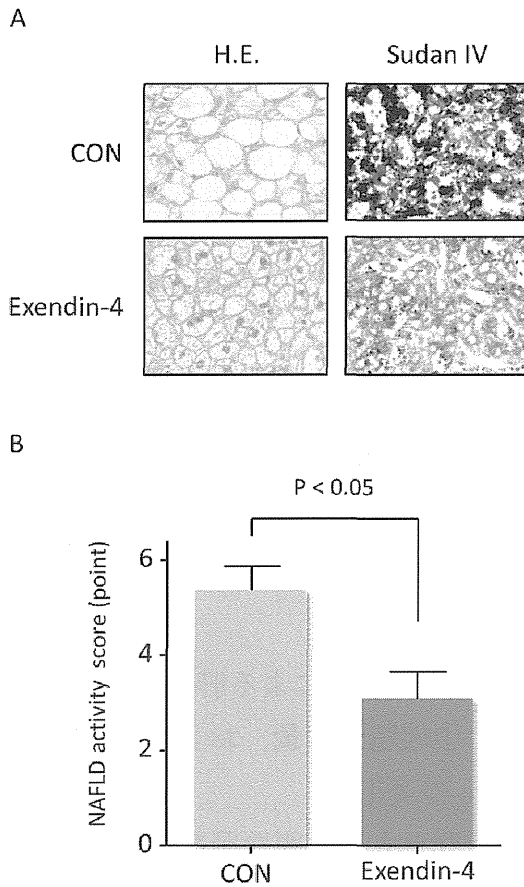 A
H.E.
Sudan IV
CON
Exendin-4
B
P < 0.05
NAFLD activity score (point)
6
4
2
0
CON
Exendin-4